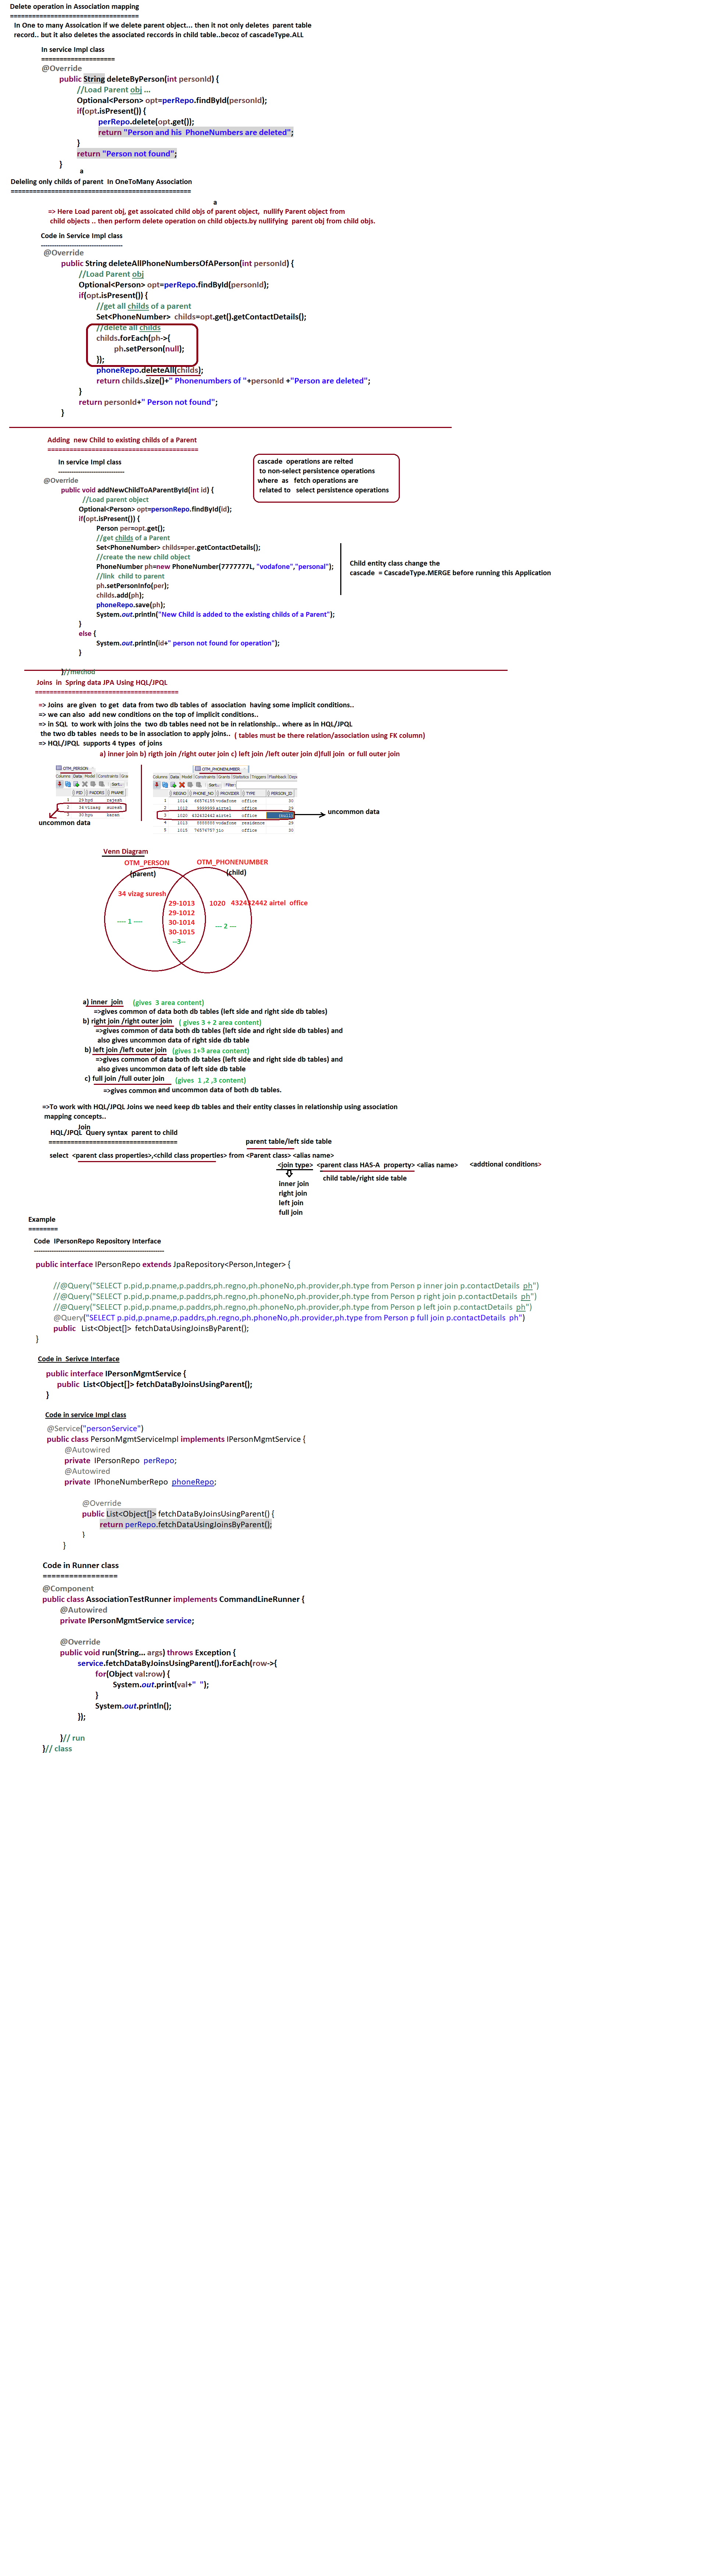 Delete operation in Association mapping
===================================
In One to many Assoication if we delete parent object... then it not only deletes parent table
record.. but it also deletes the associated reccords in child table..becoz of cascadeType.ALL
In service Impl class
====================
@Override
public String deleteByPerson(int personId) {
//Load Parent obj ...
Optional<Person> opt=perRepo.findById(personId);
if(opt.isPresent()) {
perRepo.delete(opt.get());
return "Person and his PhoneNumbers are deleted";
}
return "Person not found";
}
a
Deleling only childs of parent In OneToMany Association
=================================================
a
=> Here Load parent obj, get assoicated child objs of parent object, nullify Parent object from
child objects .. then perform delete operation on child objects.by nullifying parent obj from child objs.
Code in Service Impl class
-------------------------------------
@Override
public String deleteAllPhoneNumbersOfAPerson(int personId) {
//Load Parent obj
Optional<Person> opt=perRepo.findById(personId);
if(opt.isPresent()) {
//get all childs of a parent
Set<PhoneNumber> childs=opt.get().getContactDetails();
//delete all childs
childs.forEach(ph->{
ph.setPerson(null);
});
phoneRepo.deleteAll(childs);
return childs.size()+" Phonenumbers of "+personId +"Person are deleted";
}
return personId+" Person not found";
}
Adding new Child to existing childs of a Parent
=========================================
In service Impl class
------------------------------
cascade operations are relted
to non-select persistence operations
where as fetch operations are
related to select persistence operations
@Override
public void addNewChildToAParentById(int id) {
//Load parent object
Optional<Person> opt=personRepo.findById(id);
if(opt.isPresent()) {
Person per=opt.get();
//get childs of a Parent
Set<PhoneNumber> childs=per.getContactDetails();
//create the new child object
PhoneNumber ph=new PhoneNumber(7777777L, "vodafone","personal");
//link child to parent
ph.setPersonInfo(per);
childs.add(ph);
phoneRepo.save(ph);
System.out.println("New Child is added to the existing childs of a Parent");
}
else {
System.out.println(id+" person not found for operation");
}
Child entity class change the
cascade = CascadeType.MERGE before running this Application
}//method
Joins in Spring data JPA Using HQL/JPQL
=======================================
=> Joins are given to get data from two db tables of association having some implicit conditions..
=> we can also add new conditions on the top of implicit conditions..
=> in SQL to work with joins the two db tables need not be in relationship.. where as in HQL/JPQL
the two db tables needs to be in association to apply joins.. ( tables must be there relation/association using FK column)
=> HQL/JPQL supports 4 types of joins
a) inner join b) rigth join /right outer join c) left join /left outer join d)full join or full outer join
OTM_PERSON
Columns Data Model Constraints Gra
Sort..
PID PADDRS PNAME
1 29 hyd rajesh
2 34 vizag suresh
3 30 hyd karan
uncommon data
OTM_PHONENUMBER
Columns Data Model Constraints Grants Statistics Triggers Flashback Depe
Sort.. Filter:
REGNO PHONE_NO PROVIDER TYPE PERSON_ID
1 1014 46576185 vodafone office 30
2 1012 9999999 airtel office 29
3 1020 432432442 airtel office (null)
4 1013 8888888 vodafone residence 29
5 1015 76576757 jio office 30
uncommon data
Venn Diagram
OTM_PERSON
(parent)
OTM_PHONENUMBER
(child)
34 vizag suresh
29-1013
29-1012
30-1014
30-1015
1020 432432442 airtel office
---- 1 ----
--- 2 ---
--3--
a) inner join (gives 3 area content)
=>gives common of data both db tables (left side and right side db tables)
b) right join /right outer join ( gives 3 + 2 area content)
=>gives common of data both db tables (left side and right side db tables) and
also gives uncommon data of right side db table
b) left join /left outer join (gives 1+3 area content)
=>gives common of data both db tables (left side and right side db tables) and
also gives uncommon data of left side db table
c) full join /full outer join (gives 1 ,2 ,3 content)
=>gives common and uncommon data of both db tables.
=>To work with HQL/JPQL Joins we need keep db tables and their entity classes in relationship using association
mapping concepts..
Join
HQL/JPQL Query syntax parent to child
===================================
parent table/left side table
select <parent class properties>,<child class properties> from <Parent class> <alias name>
<join type> <parent class HAS-A property> <alias name> <addtional conditions>
child table/right side table
inner join
right join
left join
full join
Example
========
Code IPersonRepo Repository Interface
-----------------------------------------------------------
public interface IPersonRepo extends JpaRepository<Person,Integer> {
//@Query("SELECT p.pid,p.pname,p.paddrs,ph.regno,ph.phoneNo,ph.provider,ph.type from Person p inner join p.contactDetails ph")
//@Query("SELECT p.pid,p.pname,p.paddrs,ph.regno,ph.phoneNo,ph.provider,ph.type from Person p right join p.contactDetails ph")
//@Query("SELECT p.pid,p.pname,p.paddrs,ph.regno,ph.phoneNo,ph.provider,ph.type from Person p left join p.contactDetails ph")
@Query("SELECT p.pid,p.pname,p.paddrs,ph.regno,ph.phoneNo,ph.provider,ph.type from Person p full join p.contactDetails ph")
public List<Object[]> fetchDataUsingJoinsByParent();
}
Code in Serivce Interface
public interface IPersonMgmtService {
public List<Object[]> fetchDataByJoinsUsingParent();
}
Code in service Impl class
@Service("personService")
public class PersonMgmtServiceImpl implements IPersonMgmtService {
@Autowired
private IPersonRepo perRepo;
@Autowired
private IPhoneNumberRepo phoneRepo;
@Override
public List<Object[]> fetchDataByJoinsUsingParent() {
return perRepo.fetchDataUsingJoinsByParent();
}
}
Code in Runner class
=================
@Component
public class AssociationTestRunner implements CommandLineRunner {
@Autowired
private IPersonMgmtService service;
@Override
public void run(String... args) throws Exception {
service.fetchDataByJoinsUsingParent().forEach(row->{
for(Object val:row) {
System.out.print(val+" ");
}
System.out.println();
});
}// run
}// class